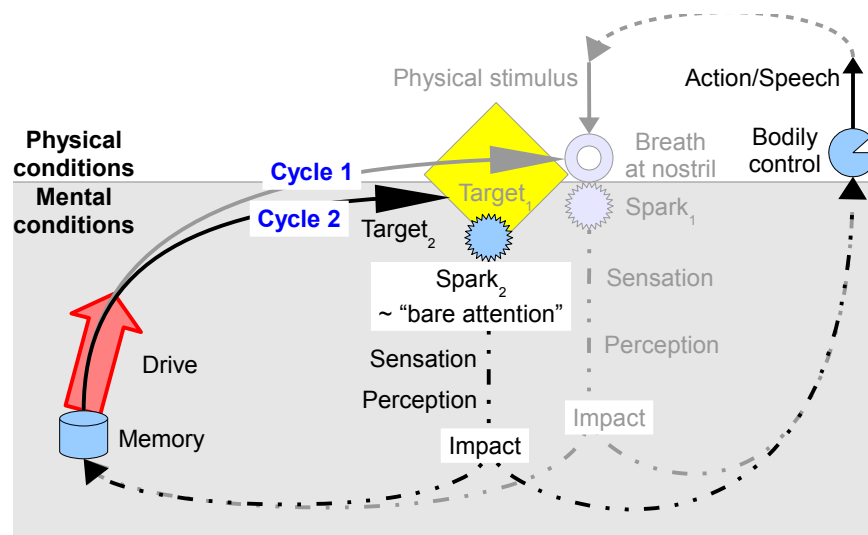 Physical stimulus
Action/Speech
Physical
conditions
Mental
conditions
Cycle 1
Cycle 2
Target1
Target2
Breath
at nostril
Bodily
control
Spark1
Spark2
~ “bare attention”
Sensation
Perception
Sensation
Perception
Drive
Memory
Impact
Impact